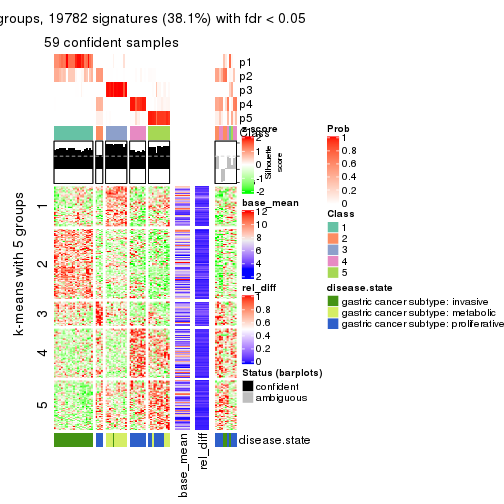 groups, 19782 signatures (38.1%) with fdr < 0.05
59 confident samples
p1
p2
p3
p4
p5
Class
z-score
2
1
0
-1
-2
Silhouette
score
Prob
1
0.8
0.6
0.4
0.2
0
base_mean
12
10
8
6
4
2
Class
1
2
3
4
5
rel_diff
1
0.8
0.6
0.4
0.2
0
disease.state
gastric cancer subtype: invasive
gastric cancer subtype: metabolic
gastric cancer subtype: proliferative
Status (barplots)
confident
ambiguous
k-means with 5 groups
1
2
3
4
5
disease.state
base_mean
rel_diff